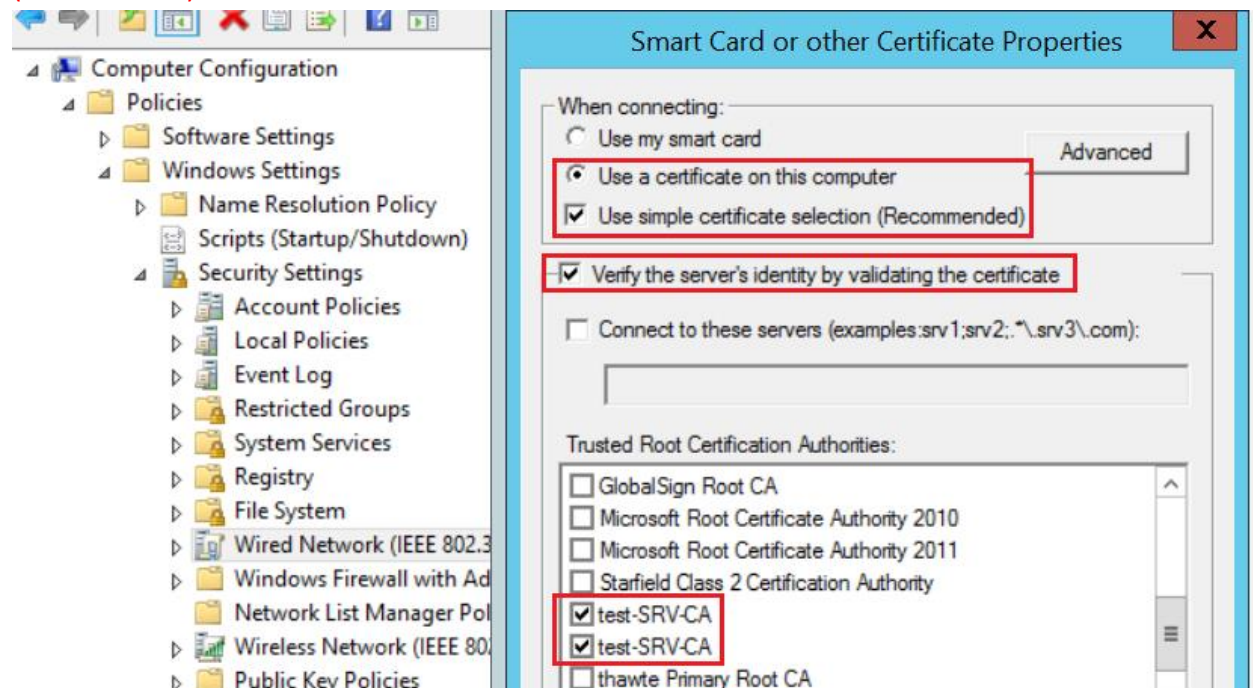 Computer Configuration
Policies
Software Settings
Windows Settings
Name Resolution Policy
Scripts (Startup/Shutdown)
Security Settings
Account Policies
Local Policies
Event Log
Restricted Groups
System Services
Registry
File System
Wired Network (IEEE 802.3
Windows Firewall with Ad
Network List Manager Pol
Wireless Network (IEEE 80
Public Key Policies
Smart Card or other Certificate Properties
X
When connecting:
Use my smart card
Advanced
Use a certificate on this computer
Use simple certificate selection (Recommended)
Verify the server's identity by validating the certificate
Connect to these servers (examples:srv1;srv2;.*\.srv3\.com):
Trusted Root Certification Authorities:
GlobalSign Root CA
Microsoft Root Certificate Authority 2010
Microsoft Root Certificate Authority 2011
Starfield Class 2 Certification Authority
test-SRV-CA
test-SRV-CA
thawte Primary Root CA